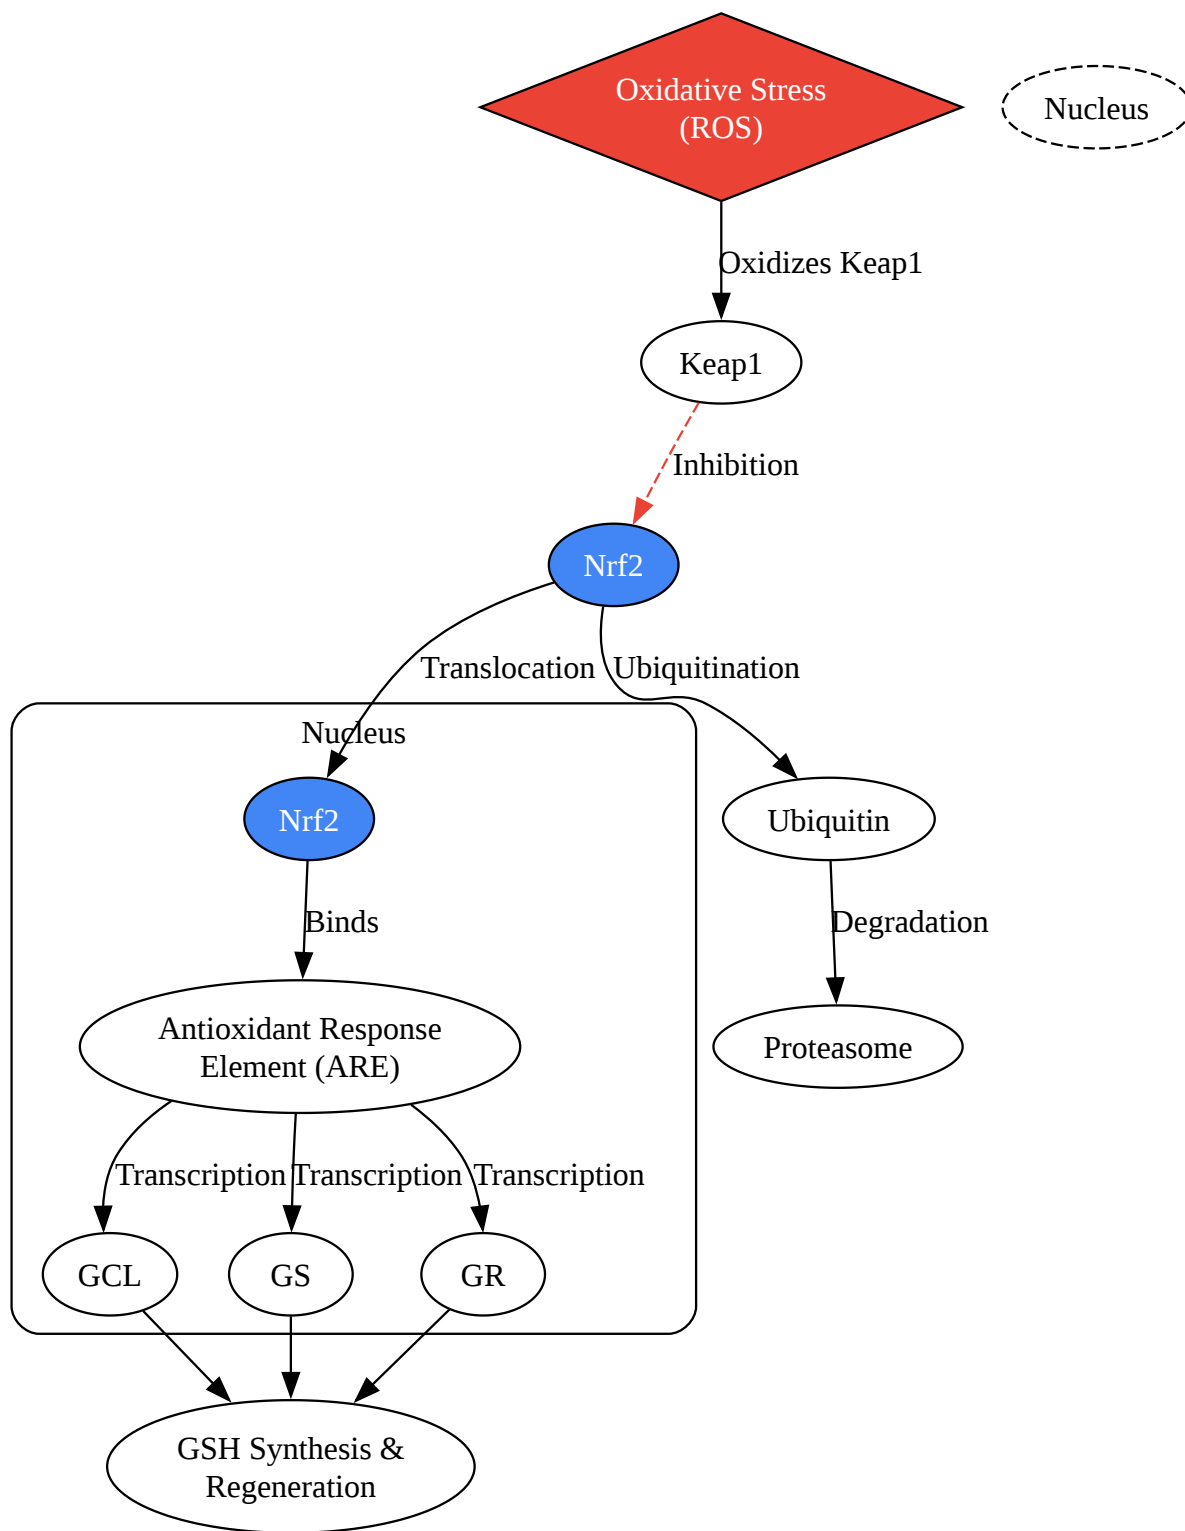 Oxidative Stress
(ROS)
Nucleus
Oxidizes Keap1
Keap1
Inhibition
Nrf2
Translocation
Ubiquitination
Nucleus
Nrf2
Ubiquitin
Binds
Degradation
Antioxidant Response
Element (ARE)
Proteasome
Transcription
Transcription
Transcription
GCL
GS
GR
GSH Synthesis &
Regeneration